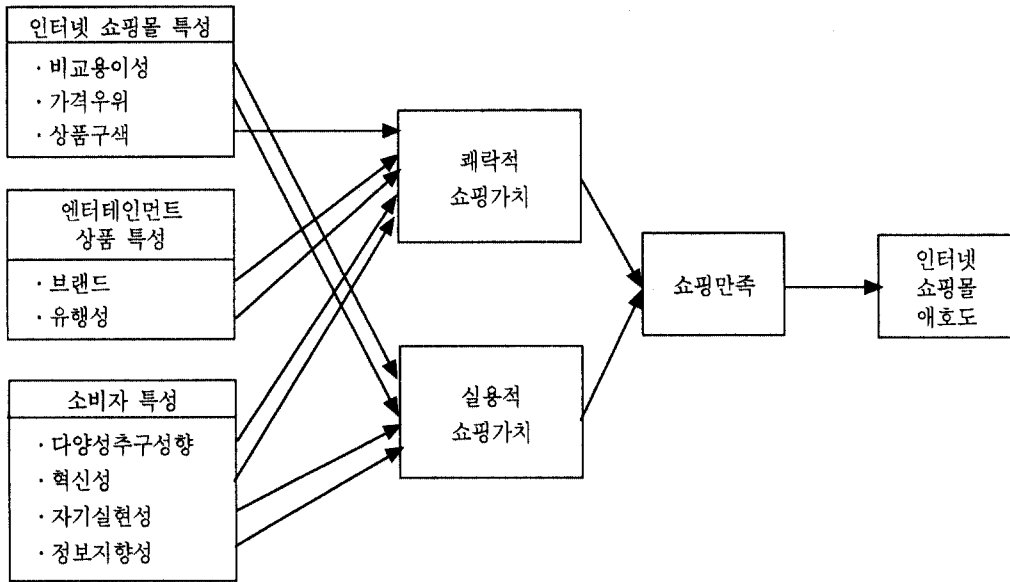 인터넷 쇼핑몰 특성
· 비교용이성
· 가격우위
· 상품구색
엔터테인먼트
상품 특성
· 브랜드
· 유행성
소비자 특성
· 다양성추구성향
· 혁신성
· 자기실현성
· 정보지향성
쾌락적
쇼핑가치
실용적
쇼핑가치
쇼핑만족
인터넷
쇼핑몰
애호도